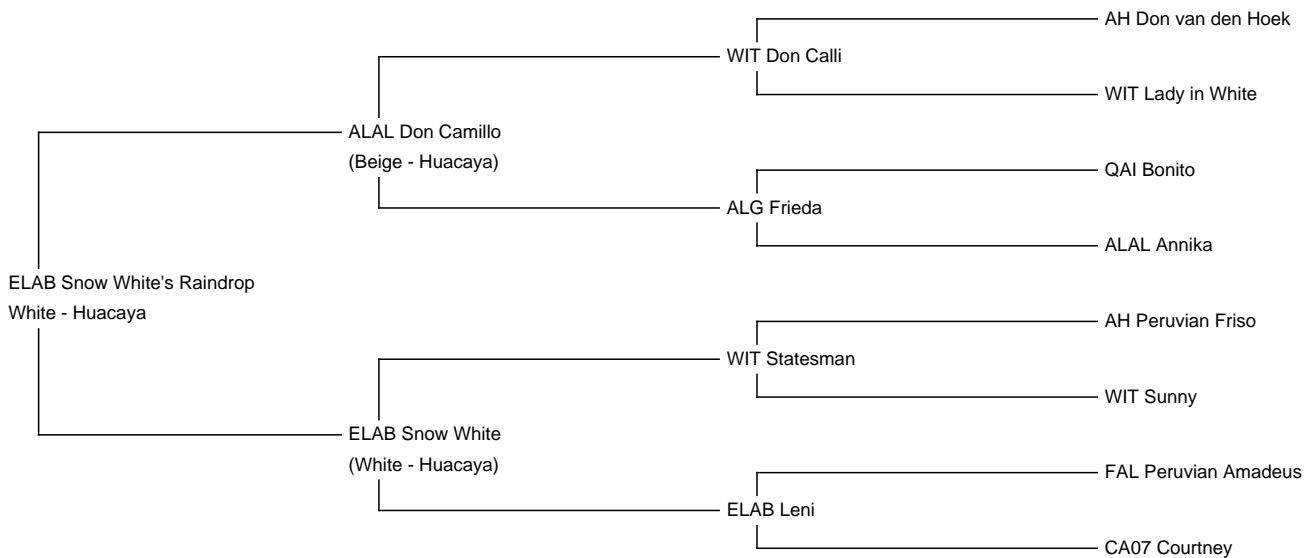 AH Don van den Hoek
WIT Don Calli
WIT Lady in White
ALAL Don Camillo
(Beige - Huacaya)
QAI Bonito
ALG Frieda
ALAL Annika
ELAB Snow White's Raindrop
White - Huacaya
AH Peruvian Friso
WIT Statesman
WIT Sunny
ELAB Snow White
(White - Huacaya)
FAL Peruvian Amadeus
ELAB Leni
CA07 Courtney